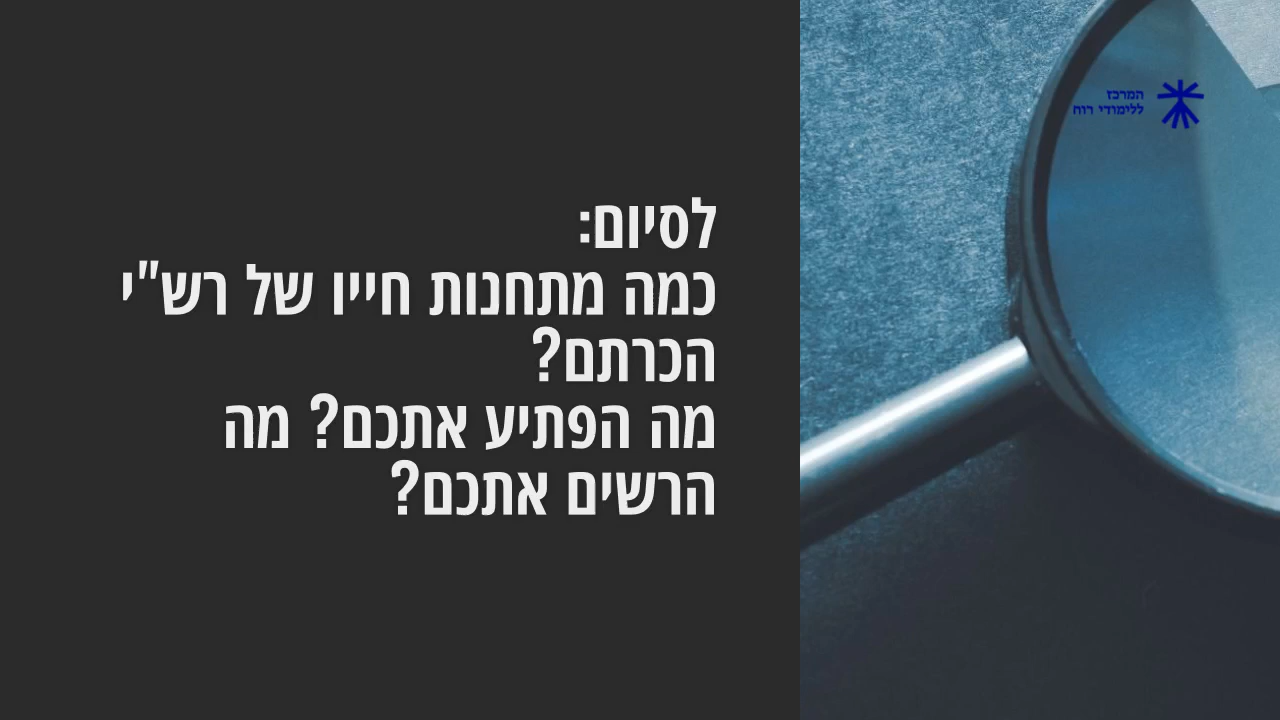 המרכז
ללימודי רוח
לסיום:
כמה מתחנות חייו של רש"י
הכרתם?
מה הפתיע אתכם? מה
הרשים אתכם?